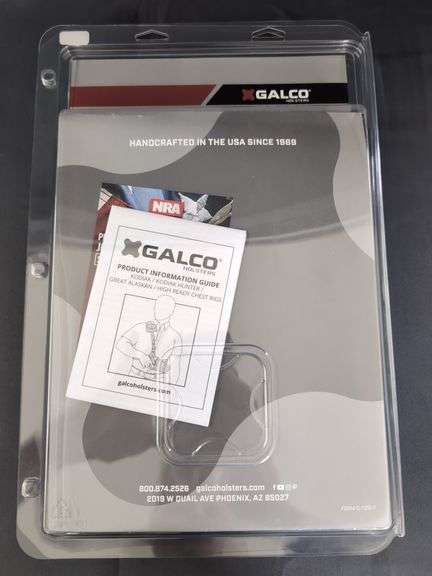 GALCO
HOLSTERS
HANDCRAFTED IN THE USA SINCE 1969
NRA
GALCO
HOLSTERS
PRODUCT INFORMATION GUIDE
KODIAK / KODIAK HUNTER /
GREAT ALASKAN / HIGH READY CHEST RIGS
galcoholsters.com
800.874.2526 galcoholsters.com
2019 W QUAIL AVE PHOENIX, AZ 85027